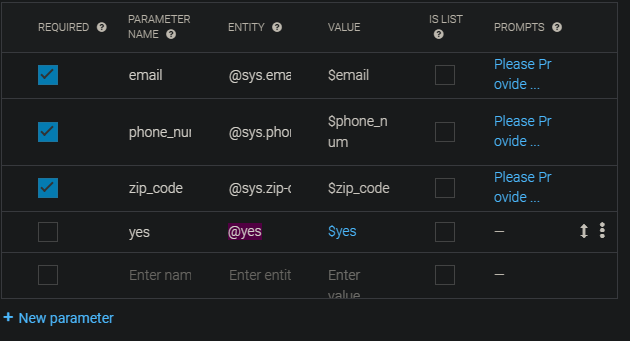 REQUIRED
PARAMETER
NAME
ENTITY
VALUE
IS LIST
PROMPTS
email
@sys.ema
$email
Please Pr
ovide ...
phone_nu
@sys.pho
$phone_n
um
Please Pr
ovide ...
zip_code
@sys.zip-c
$zip_code
Please Pr
ovide ...
yes
@yes
$yes
–
Enter nam
Enter entit
Enter
value
–
+ New parameter